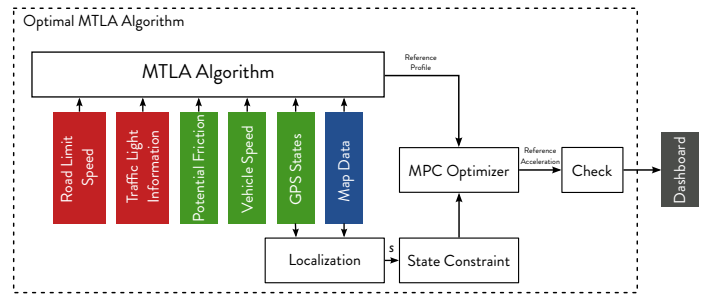 Optimal MTLA Algorithm
MTLA Algorithm
Reference
Profile
Road Limit
Speed
Traffic Light
Information
Potential Friction
Vehicle Speed
GPS States
Map Data
MPC Optimizer
Reference
Acceleration
Check
Dashboard
Localization
s
State Constraint